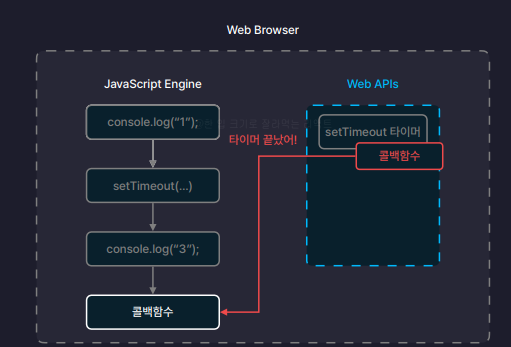 Web Browser
JavaScript Engine
Web APIs
console.log(“1”);
setTimeout 타이머
타이머 끝났어!
콜백함수
setTimeout(...)
console.log(“3”);
콜백함수